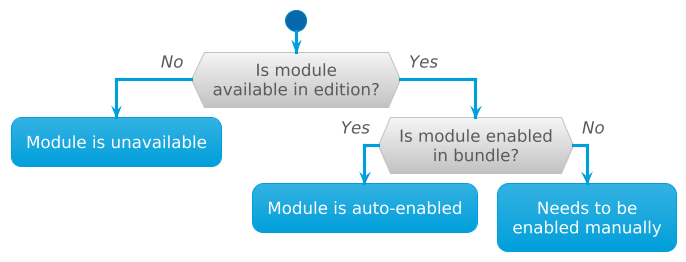 No
Is module
available in edition?
Yes
Module is unavailable
Yes
Is module enabled
in bundle?
No
Module is auto-enabled
Needs to be
enabled manually